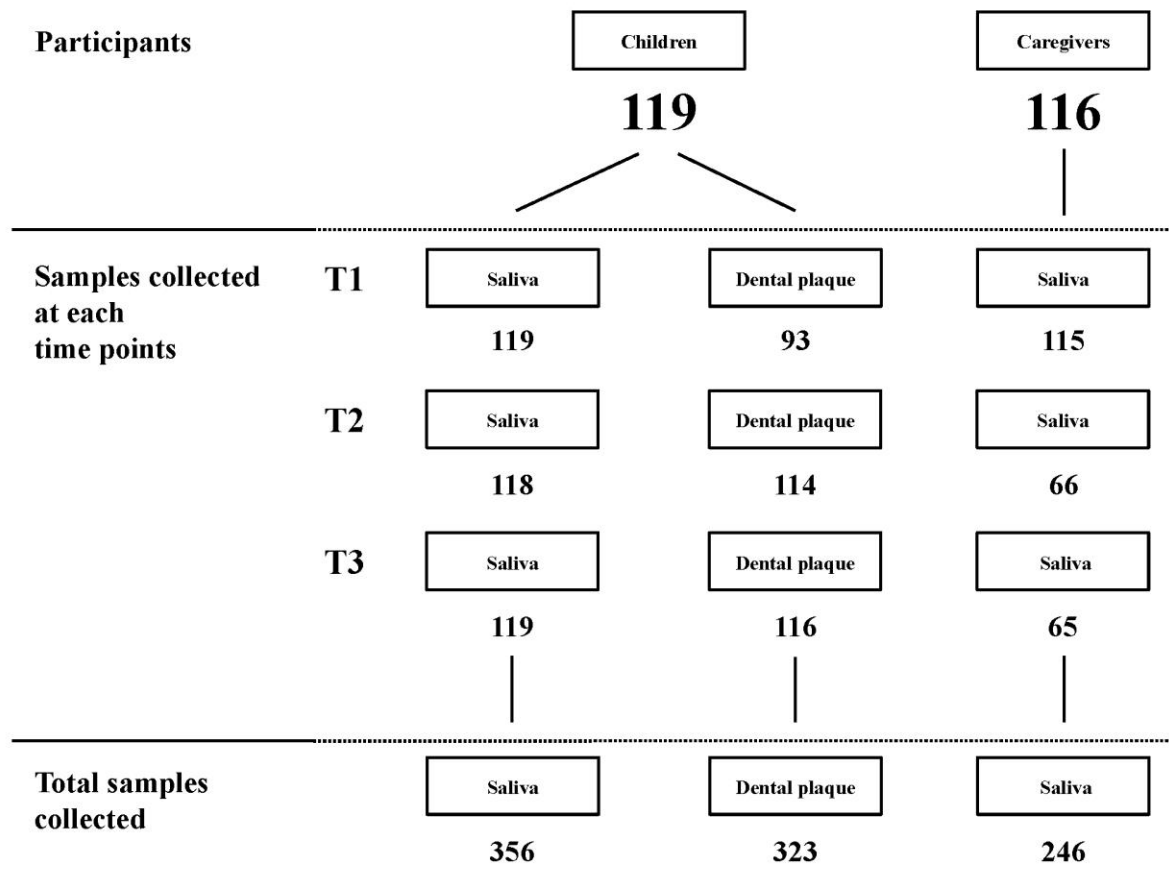 Participants
Children
Caregivers
119
116
Samples collected
at each
time points
T1
Saliva
Dental plaque
Saliva
119
93
115
T2
Saliva
Dental plaque
Saliva
118
114
66
T3
Saliva
Dental plaque
Saliva
119
116
65
Total samples
collected
Saliva
Dental plaque
Saliva
356
323
246